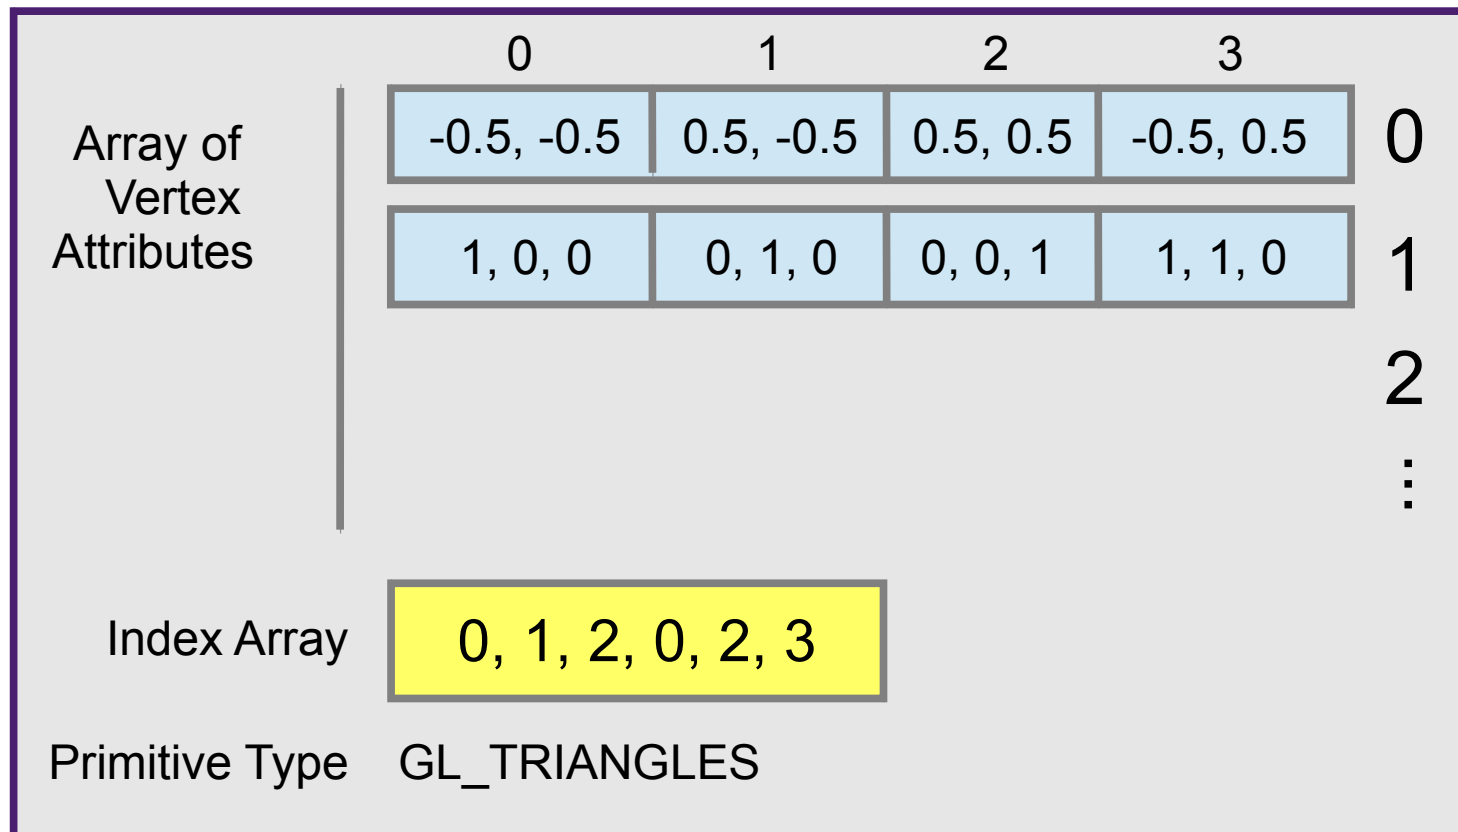 0 1 2 3
Array of
Vertex
Attributes
-0.5, -0.5 0.5, -0.5 0.5, 0.5 -0.5, 0.5 0
1, 0, 0 0, 1, 0 0, 0, 1 1, 1, 0 1
2
⋮
Index Array 0, 1, 2, 0, 2, 3
Primitive Type GL_TRIANGLES